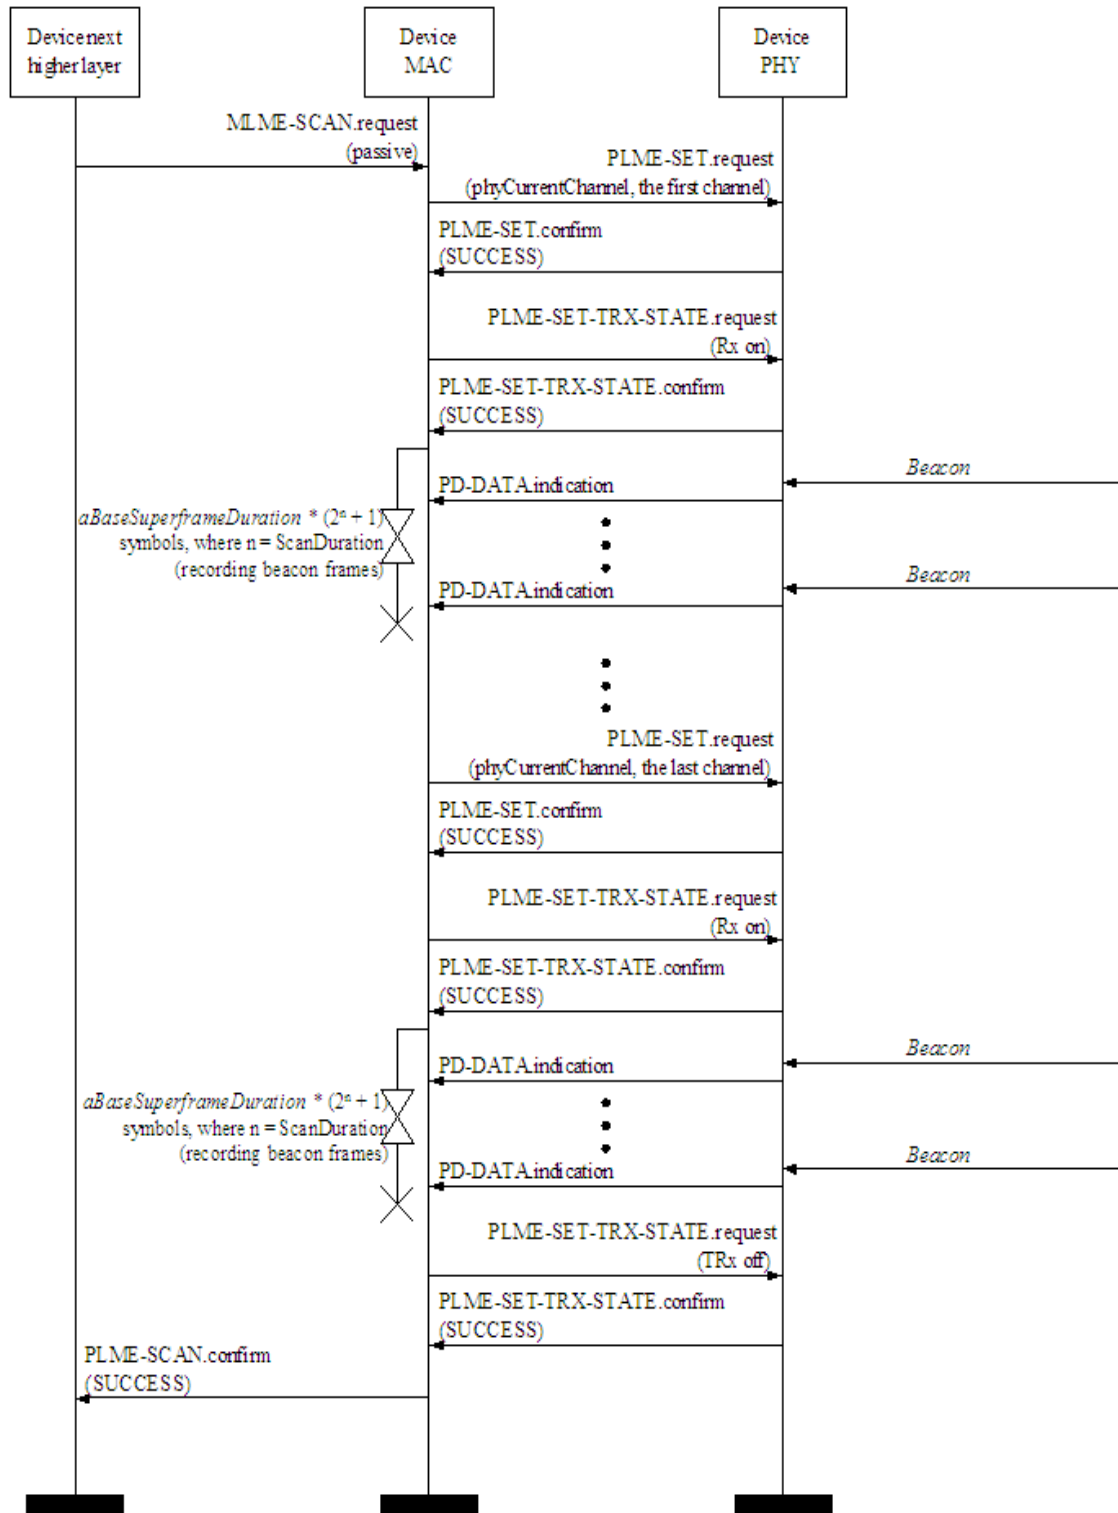 Device next
higher layer
Device
MAC
Device
PHY
MLME-SCAN.request
(passive)
PLME-SET.request
(phyCurrentChannel, the first channel)
PLME-SET.confirm
(SUCCESS)
PLME-SET-TRX-STATE.request
(Rx on)
PLME-SET-TRX-STATE.confirm
(SUCCESS)
Beacon
PD-DATA.indication
aBaseSuperframeDuration * (2ⁿ + 1)
symbols, where n = ScanDuration
(recording beacon frames)
Beacon
PD-DATA.indication
PLME-SET.request
(phyCurrentChannel, the last channel)
PLME-SET.confirm
(SUCCESS)
PLME-SET-TRX-STATE.request
(Rx on)
PLME-SET-TRX-STATE.confirm
(SUCCESS)
Beacon
PD-DATA.indication
aBaseSuperframeDuration * (2ⁿ + 1)
symbols, where n = ScanDuration
(recording beacon frames)
Beacon
PD-DATA.indication
PLME-SET-TRX-STATE.request
(TRx off)
PLME-SET-TRX-STATE.confirm
(SUCCESS)
PLME-SCAN.confirm
(SUCCESS)